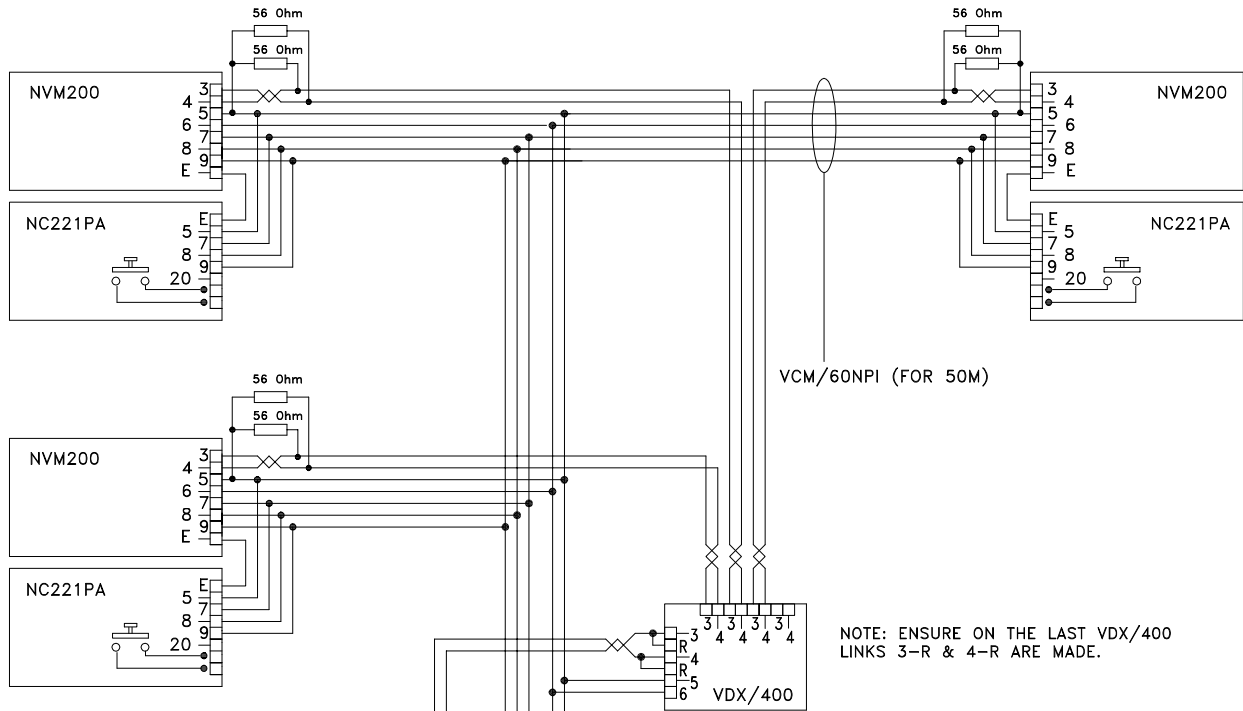 56 Ohm
56 Ohm
NVM200
3
4
5
6
7
8
9
E
NC221PA
E
5
7
8
9
20
56 Ohm
56 Ohm
NVM200
3
4
5
6
7
8
9
E
NC221PA
E
5
7
8
9
20
VCM/60NPI (FOR 50M)
56 Ohm
56 Ohm
NVM200
3
4
5
6
7
8
9
E
NC221PA
E
5
7
8
9
20
3 4 3 4 3 4 3 4
3
R
4
R
5
6
VDX/400
NOTE: ENSURE ON THE LAST VDX/400
LINKS 3-R & 4-R ARE MADE.